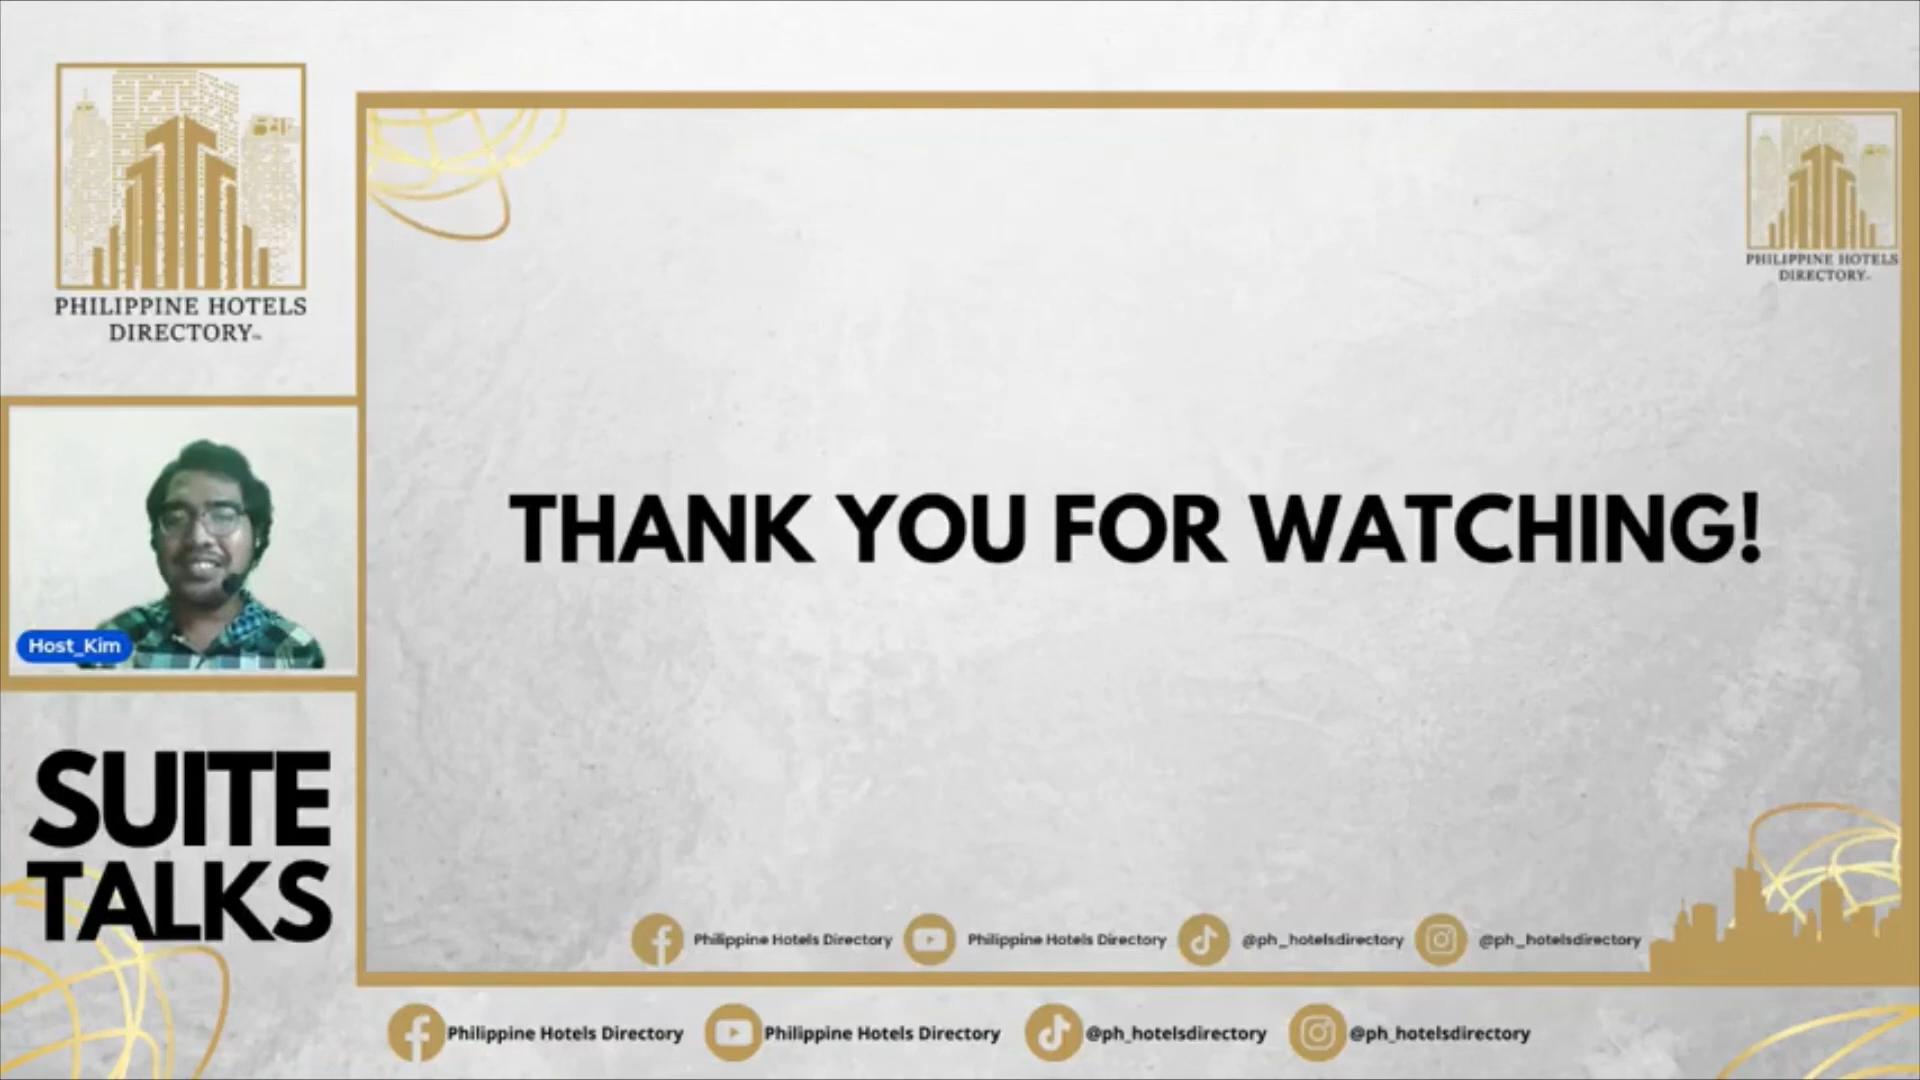 PHILIPPINE HOTELS
DIRECTORY
Host_Kim
SUITE
TALKS
PHILIPPINE HOTELS
DIRECTORY
THANK YOU FOR WATCHING!
Philippine Hotels Directory
Philippine Hotels Directory
@ph_hotelsdirectory
@ph_hotelsdirectory
Philippine Hotels Directory
Philippine Hotels Directory
@ph_hotelsdirectory
@ph_hotelsdirectory